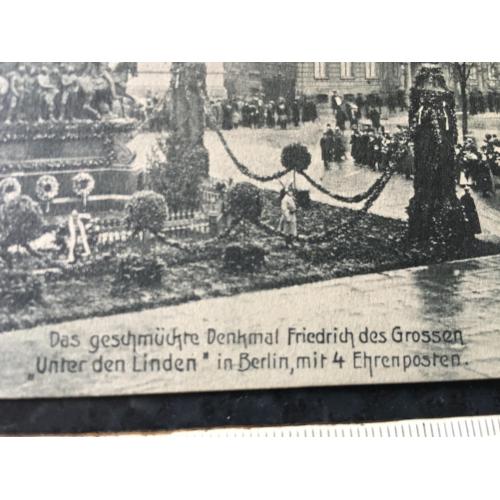 Das geschmückte Denkmal Friedrich des Grossen
„Unter den Linden" in Berlin, mit 4 Ehrenposten.